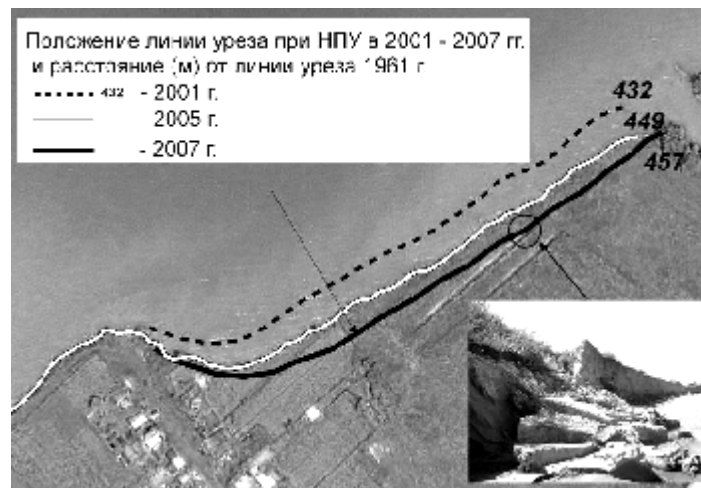 Положение линии уреза при НПУ в 2001 - 2007 гг.
и расстояние (м) от линии уреза 1961 г
432 - 2001 г.
2005 г.
- 2007 г.
432
449
457